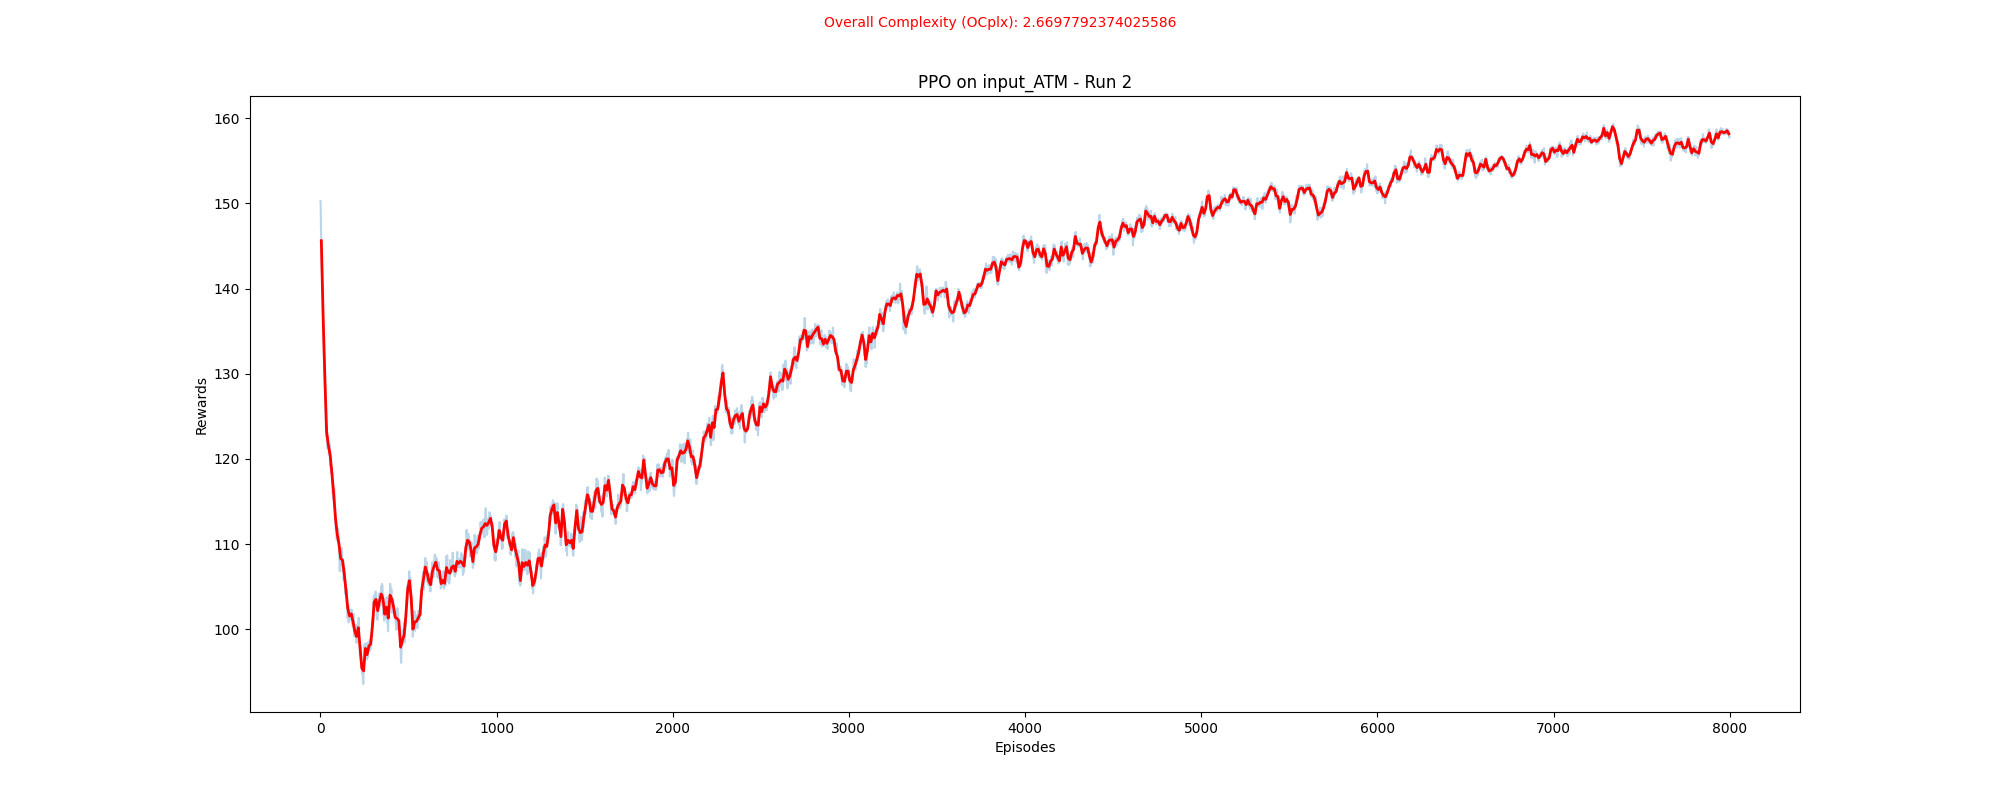 Overall Complexity (OCplx): 2.6697792374025586
PPO on input_ATM - Run 2
160
150
140
130
120
110
100
Rewards
0 1000 2000 3000 4000 5000 6000 7000 8000
Episodes